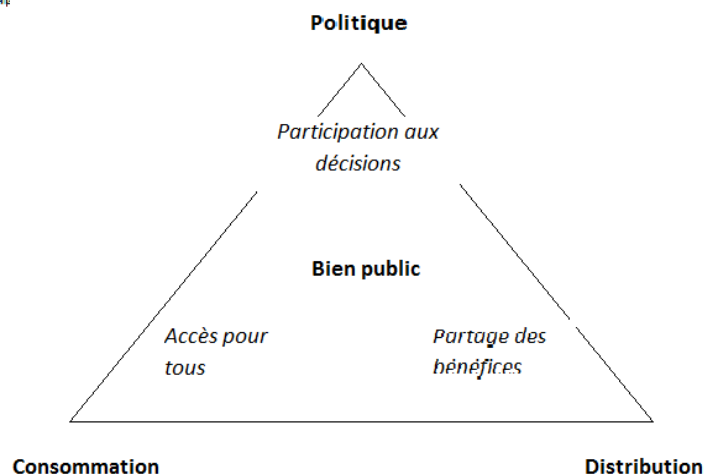 Politique
Participation aux
décisions
Bien public
Accès pour
tous
Partage des
bénéfices
Consommation
Distribution